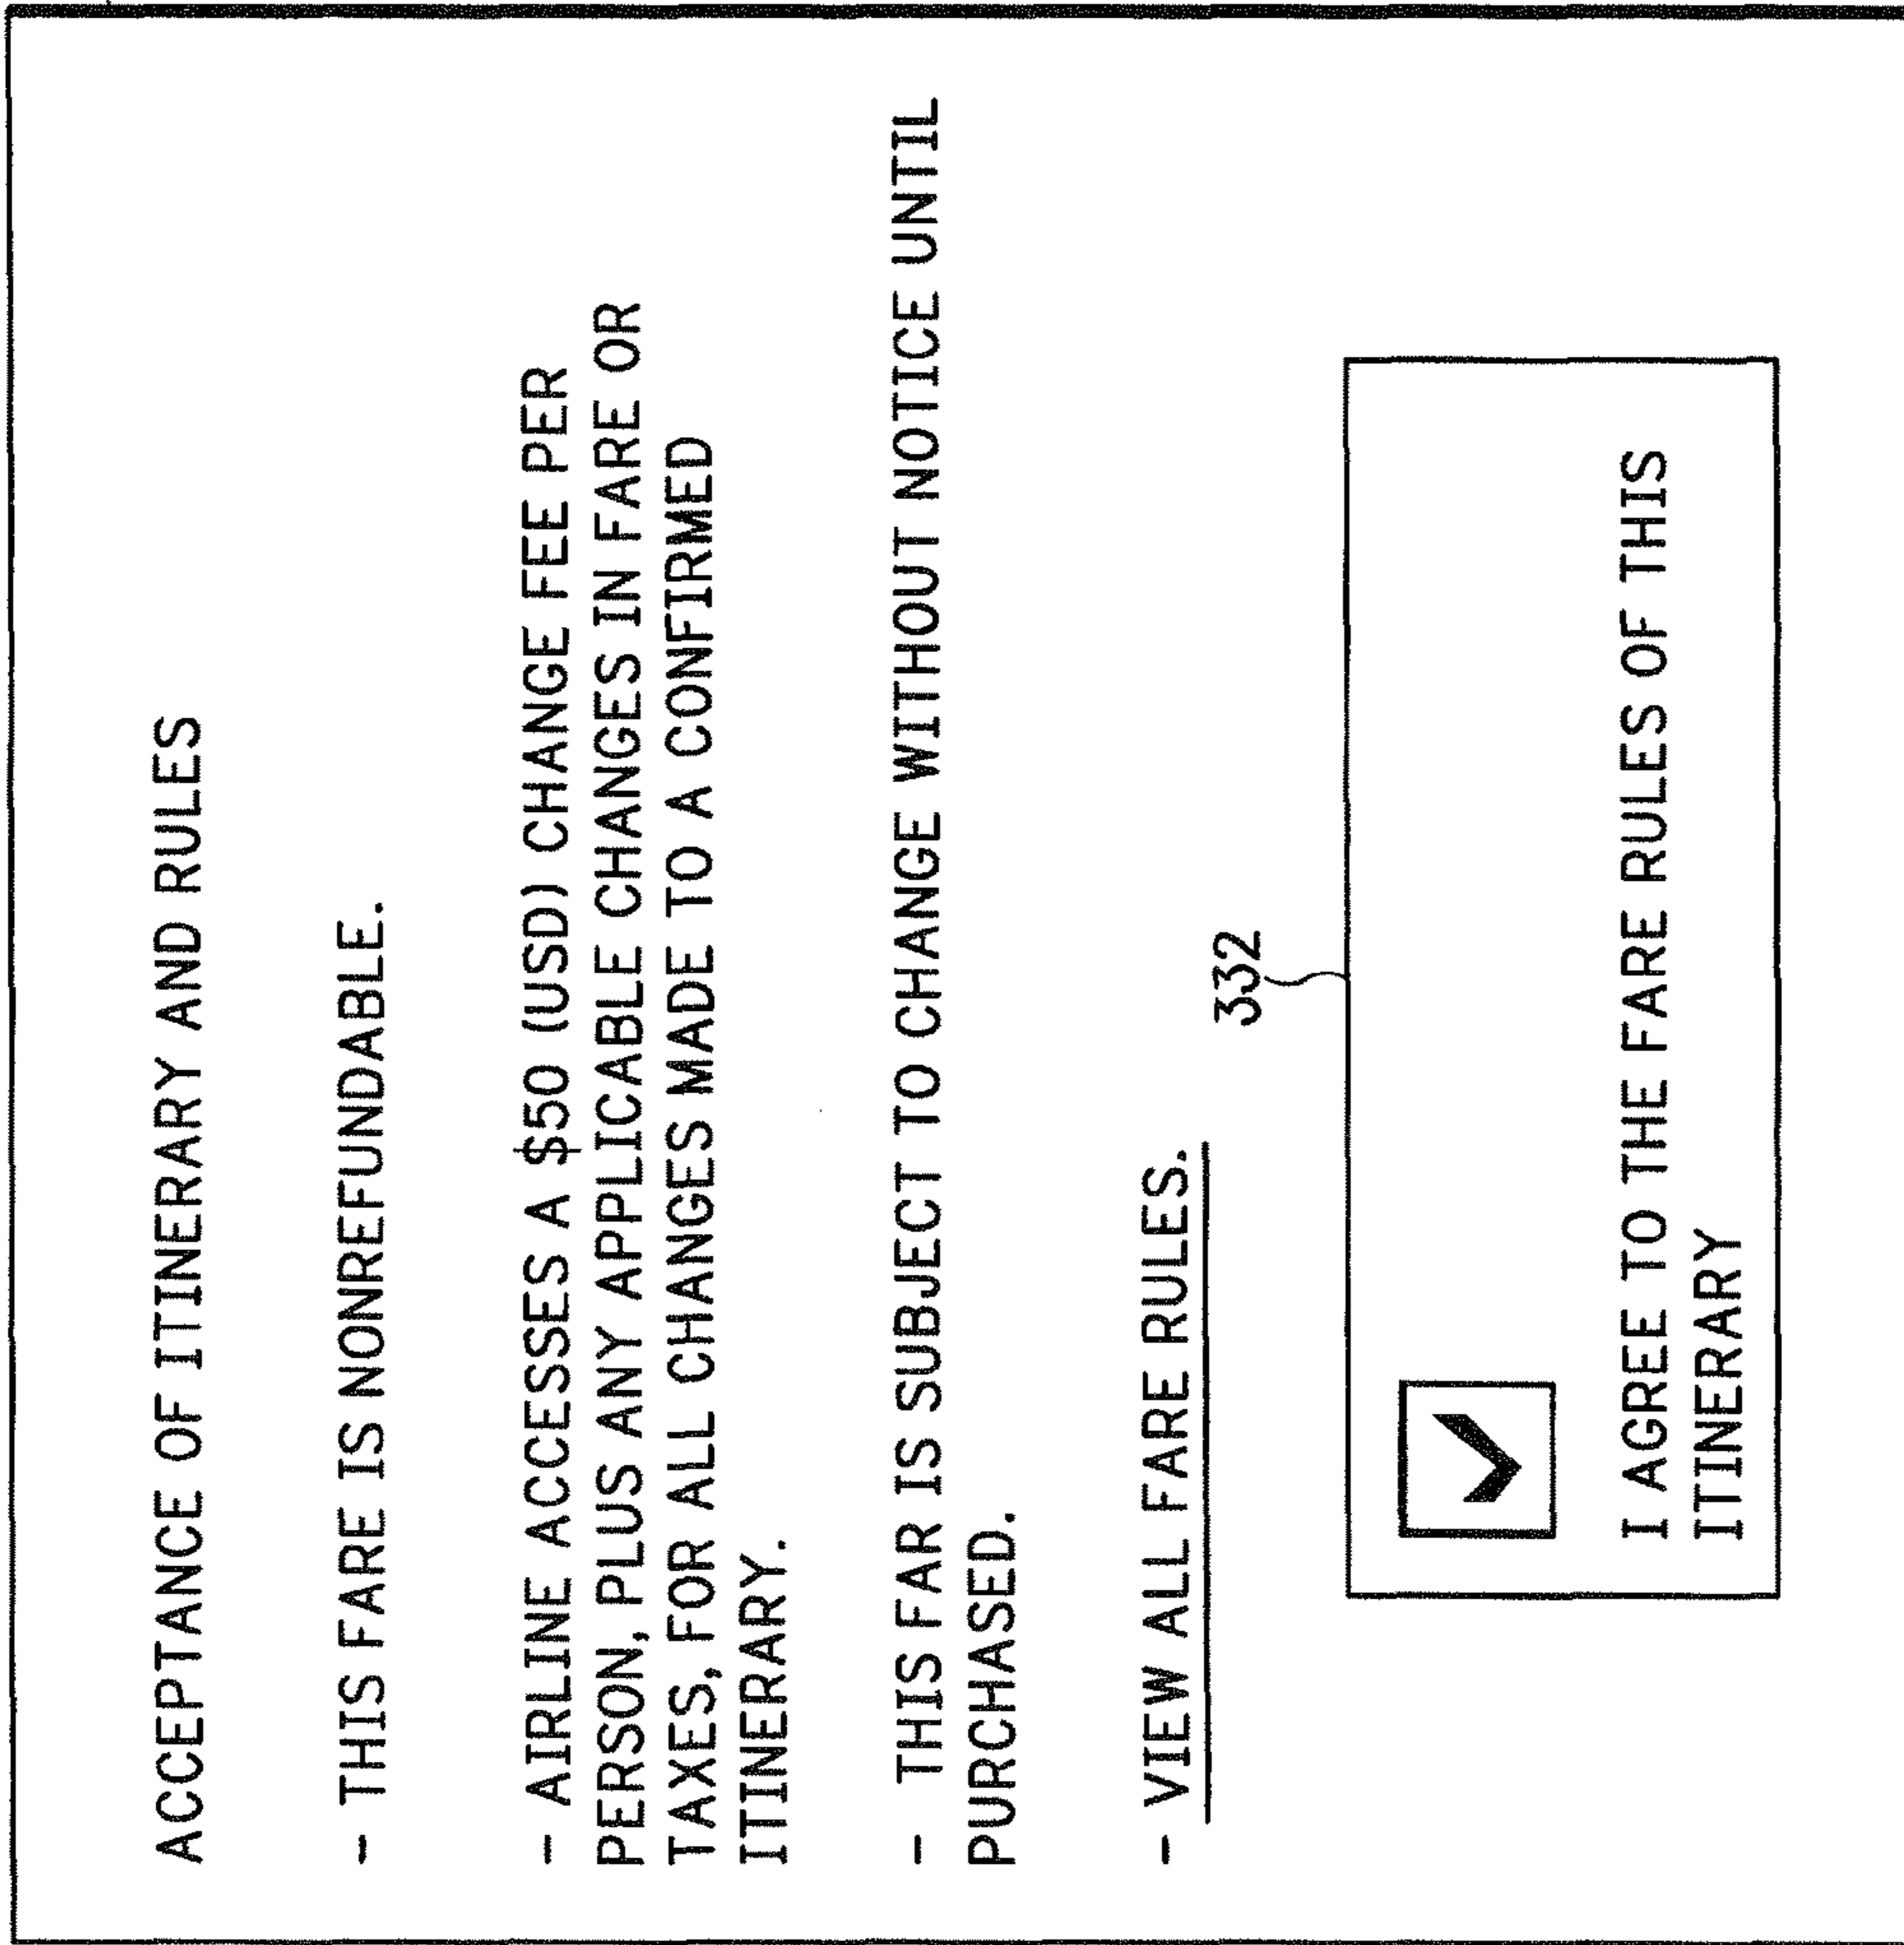 ACCEPTANCE OF ITINERARY AND RULES
- THIS FARE IS NONREFUNDABLE.
- AIRLINE ACCESSES A $50 (USD) CHANGE FEE PER
PERSON, PLUS ANY APPLICABLE CHANGES IN FARE OR
TAXES, FOR ALL CHANGES MADE TO A CONFIRMED
ITINERARY.
- THIS FAR IS SUBJECT TO CHANGE WITHOUT NOTICE UNTIL
PURCHASED.
- VIEW ALL FARE RULES.
332
I AGREE TO THE FARE RULES OF THIS
ITINERARY